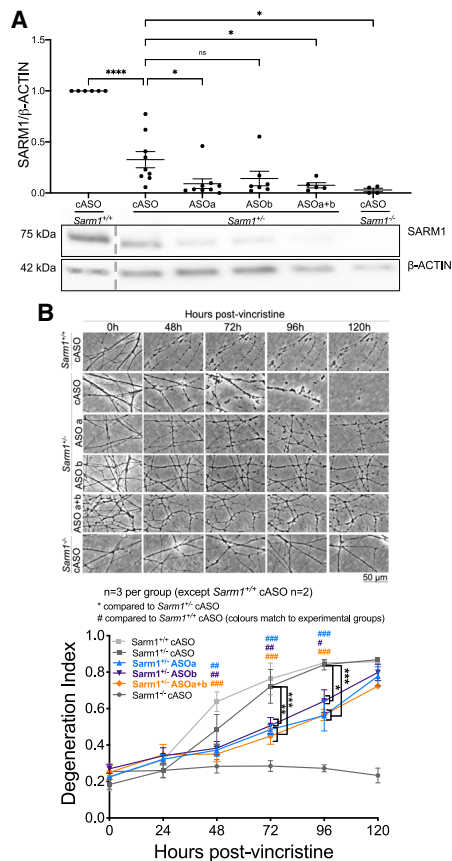 A
*
*
ns
****
*
SARM1/β-ACTIN
1.5
1.0
0.5
0.0
cASO
cASO
ASOa
ASOb
ASOa+b
cASO
Sarm1+/+
Sarm1+/-
Sarm1-/-
75 kDa
SARM1
42 kDa
β-ACTIN
B
Hours post-vincristine
0h
48h
72h
96h
120h
Sarm1+/+
cASO
cASO
Sarm1+/-
ASO a
ASO b
ASO a+b
Sarm1-/-
cASO
50 μm
n=3 per group (except Sarm1+/+ cASO n=2)
* compared to Sarm1+/- cASO
# compared to Sarm1+/+ cASO (colours match to experimental groups)
Degeneration Index
1.0
0.8
0.6
0.4
0.2
0.0
Sarm1+/+ cASO
Sarm1+/- cASO
Sarm1+/- ASOa
Sarm1+/- ASOb
Sarm1+/- ASOa+b
Sarm1-/- cASO
##
##
###
###
##
###
###
#
###
**
***
*
***
0
24
48
72
96
120
Hours post-vincristine